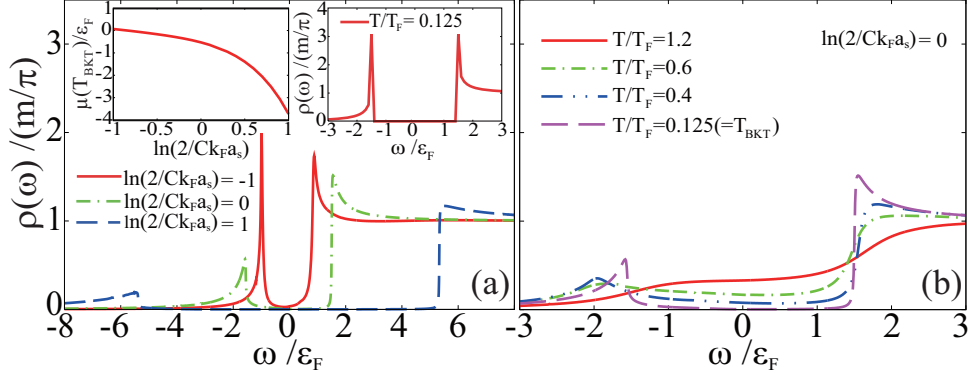 μ(T_BKT)/ε_F
1
0
-1
-2
-3
-4
-1
-0.5
0
0.5
1
ln(2/Ck_Fa_s)
ρ(ω) /(m/π)
3
2
1
0
T/T_F = 0.125
-3
-2
-1
0
1
2
3
ω /ε_F
ρ(ω) /(m/π)
3
2
1
0
ln(2/Ck_Fa_s) = -1
ln(2/Ck_Fa_s) = 0
ln(2/Ck_Fa_s) = 1
(a)
-8
-6
-4
-2
0
2
4
6
ω /ε_F
T/T_F=1.2
T/T_F=0.6
T/T_F=0.4
T/T_F=0.125(=T_BKT)
ln(2/Ck_Fa_s) = 0
(b)
-3
-2
-1
0
1
2
3
ω /ε_F